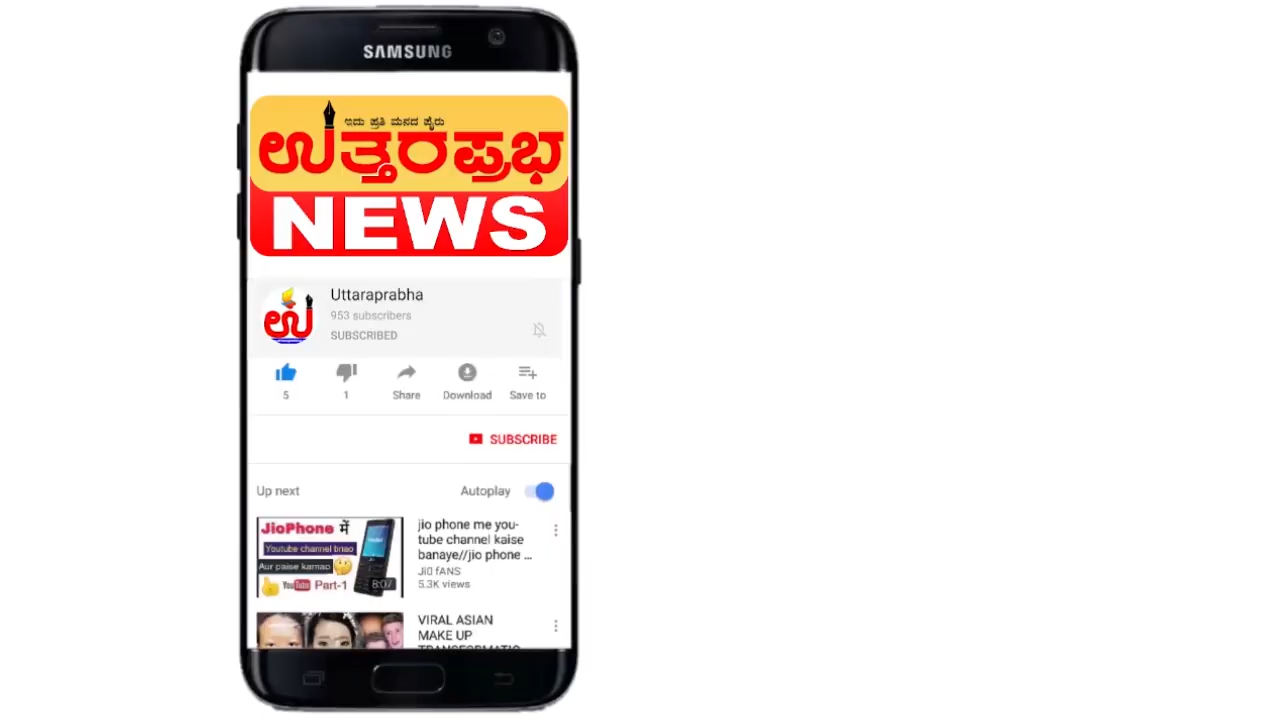 SAMSUNG
ಇದು ಪ್ರತಿ ಮನದ ಪೈರು
ಉತ್ತರಪ್ರಭ
NEWS
ಉ
Uttaraprabha
953 subscribers
SUBSCRIBED
5
1
Share
Download
Save to
SUBSCRIBE
Up next
Autoplay
JioPhone में
Youtube channel bnao
Aur paise kamao
YouTube Part-1
8:07
jio phone me you-
tube channel kaise
banaye//jio phone ...
JiO fANS
5.3K views
VIRAL ASIAN
MAKE UP
TRANSFORMATIO